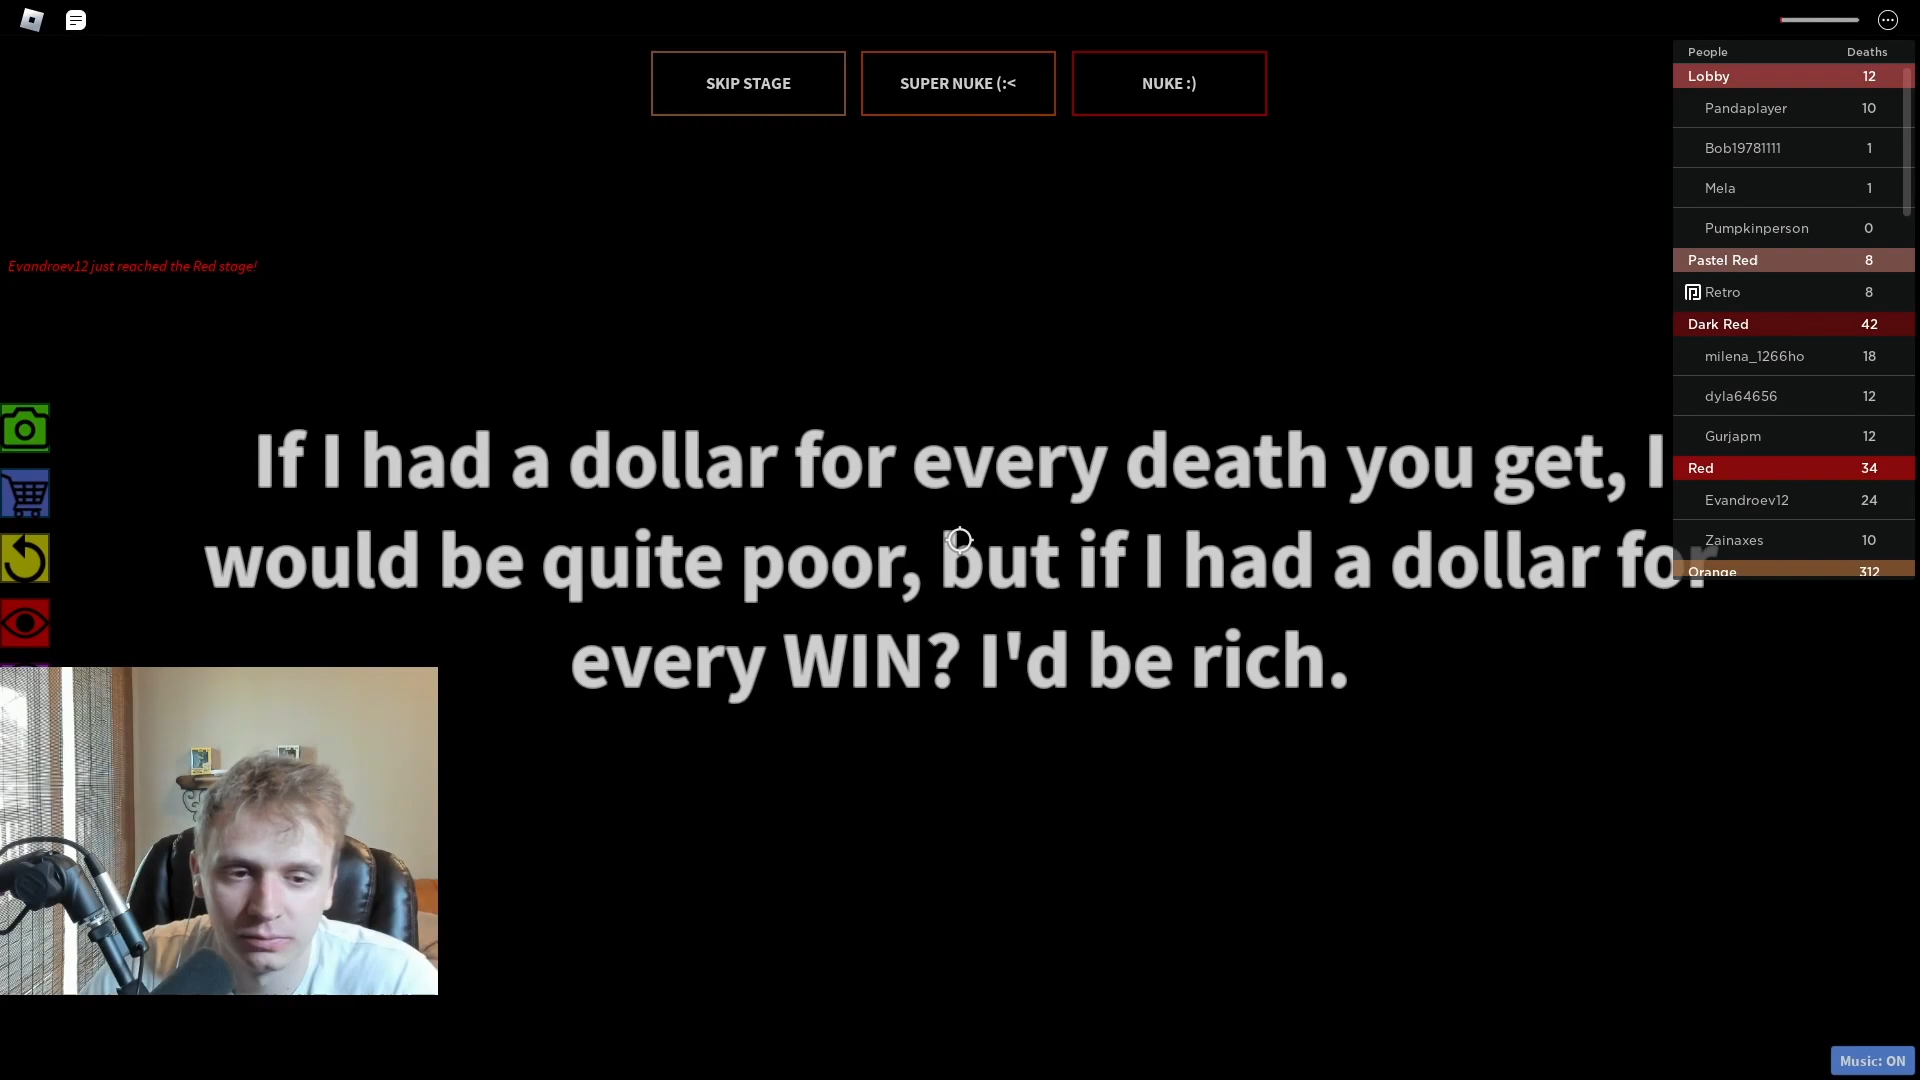 People Deaths
SKIP STAGE
SUPER NUKE (:<
NUKE :)
Lobby 12
Pandaplayer 10
Bob19781111 1
Mela 1
Pumpkinperson 0
Pastel Red 8
Retro 8
Dark Red 42
milena_1266ho 18
dyla64656 12
Gurjapm 12
Red 34
Evandroev12 24
Zainaxes 10
Orange 312
Evandroev12 just reached the Red stage!
If I had a dollar for every death you get, I
would be quite poor, but if I had a dollar for
every WIN? I'd be rich.
Music: ON